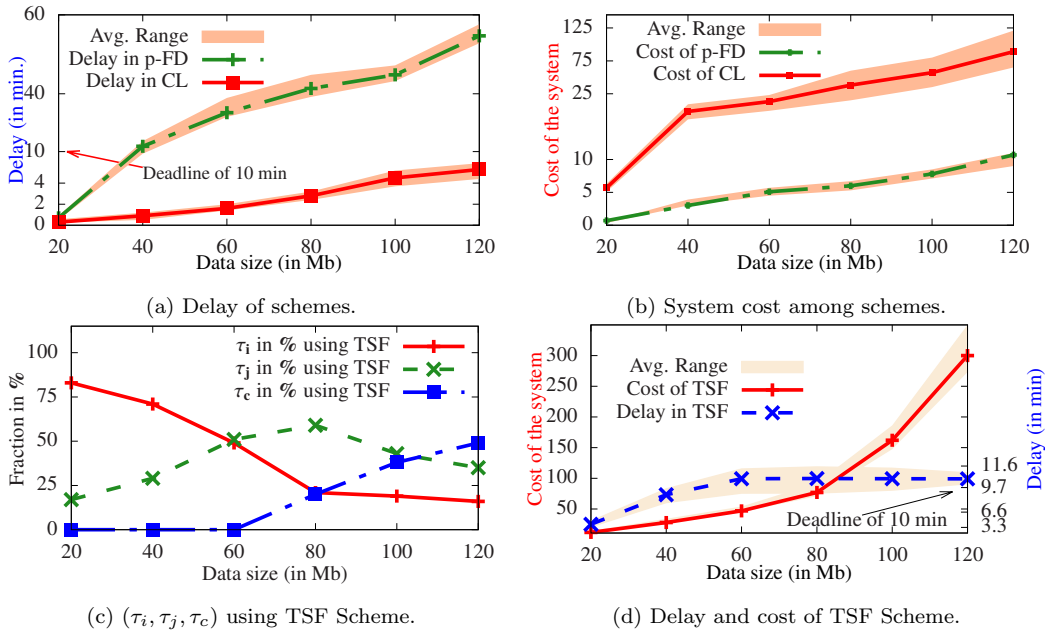 60
40
10
4
2
0
Delay (in min.)
Avg. Range
Delay in p-FD
Delay in CL
Deadline of 10 min
20 40 60 80 100 120
Data size (in Mb)
(a) Delay of schemes.
125
75
25
10
5
0
Cost of the system
Avg. Range
Cost of p-FD
Cost of CL
20 40 60 80 100 120
Data size (in Mb)
(b) System cost among schemes.
100
75
50
25
0
Fraction in %
τi in % using TSF
τj in % using TSF
τc in % using TSF
20 40 60 80 100 120
Data size (in Mb)
(c) (τi, τj, τc) using TSF Scheme.
300
250
200
150
100
50
Cost of the system
Avg. Range
Cost of TSF
Delay in TSF
Deadline of 10 min
11.6
9.7
6.6
3.3
Delay (in min)
20 40 60 80 100 120
Data size (in Mb)
(d) Delay and cost of TSF Scheme.